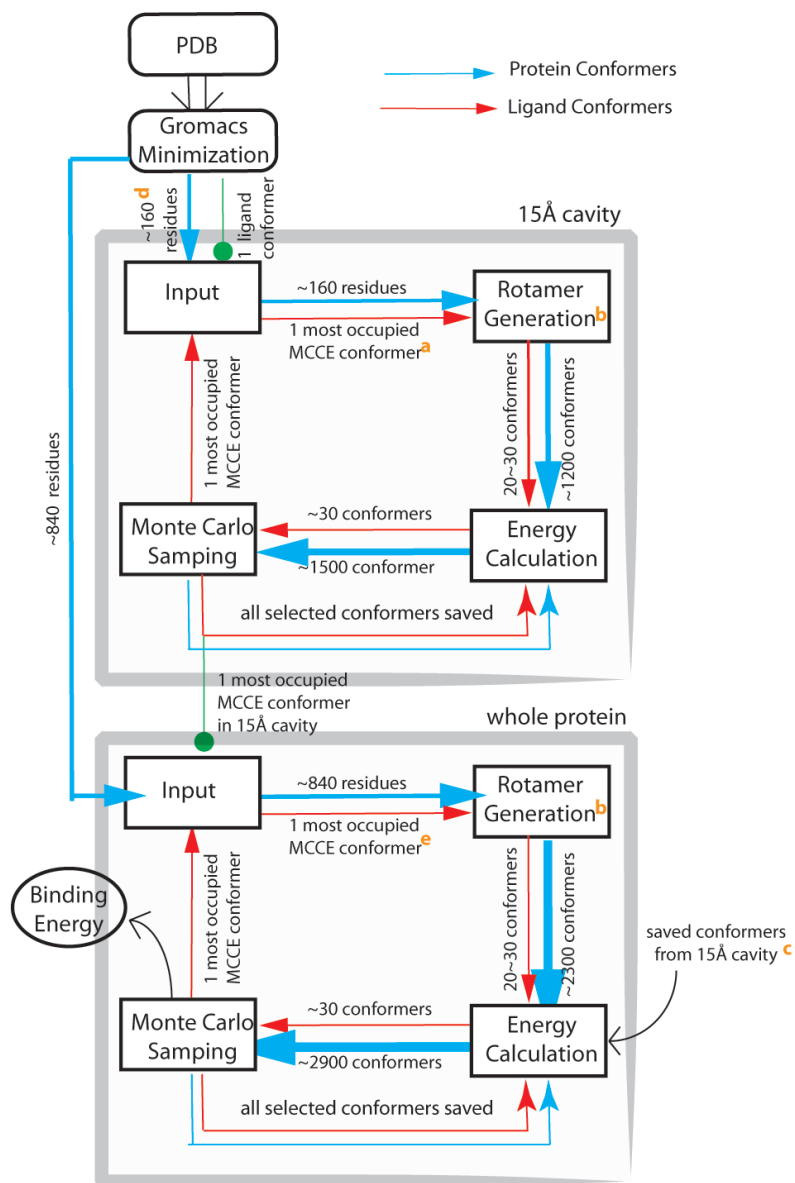 PDB
Protein Conformers
Ligand Conformers
Gromacs
Minimization
~160 d
residues
1 ligand
conformer
15Å cavity
Input
~160 residues
1 most occupied
MCCE conformer a
Rotamer
Generation b
1 most occupied
MCCE conformer
20~30 conformers
~1200 conformers
~840 residues
Monte Carlo
Samping
~30 conformers
~1500 conformer
Energy
Calculation
all selected conformers saved
1 most occupied
MCCE conformer
in 15Å cavity
whole protein
Input
~840 residues
1 most occupied
MCCE conformer e
Rotamer
Generation b
Binding
Energy
1 most occupied
MCCE conformer
20~30 conformers
~2300 conformers
saved conformers
from 15Å cavity c
Monte Carlo
Samping
~30 conformers
~2900 conformers
Energy
Calculation
all selected conformers saved